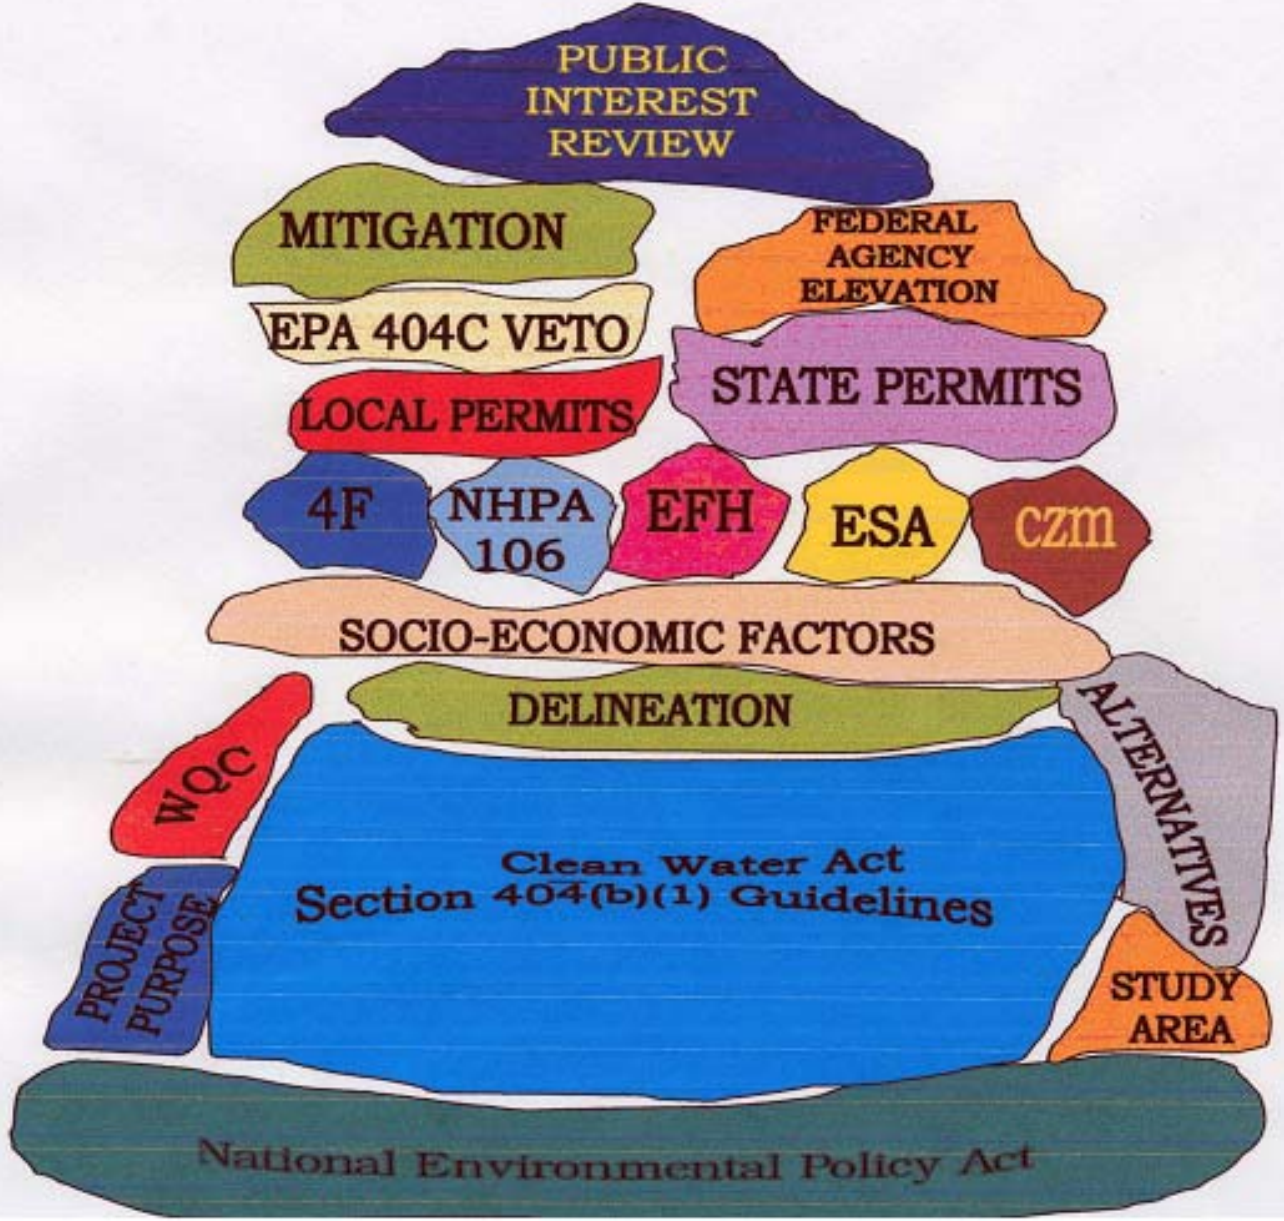 PUBLIC
INTEREST
REVIEW
MITIGATION
FEDERAL
AGENCY
ELEVATION
EPA 404C VETO
STATE PERMITS
LOCAL PERMITS
4F
NHPA
106
EFH
ESA
czm
SOCIO-ECONOMIC FACTORS
DELINEATION
WQC
ALTERNATIVES
Clean Water Act
Section 404(b)(1) Guidelines
PROJECT
PURPOSE
STUDY
AREA
National Environmental Policy Act